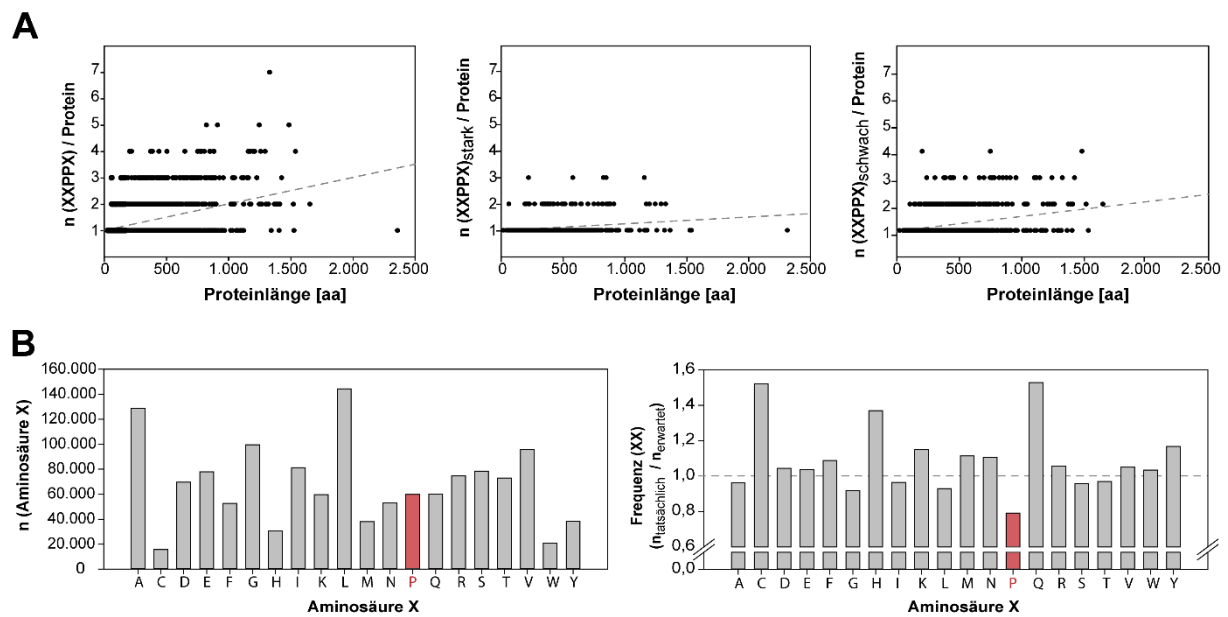 A
n (XXPPX) / Protein
7
6
5
4
3
2
1
0 500 1.000 1.500 2.000 2.500
Proteinlänge [aa]
n (XXPPX)stark / Protein
7
6
5
4
3
2
1
0 500 1.000 1.500 2.000 2.500
Proteinlänge [aa]
n (XXPPX)schwach / Protein
7
6
5
4
3
2
1
0 500 1.000 1.500 2.000 2.500
Proteinlänge [aa]
B
n (Aminosäure X)
160.000
140.000
120.000
100.000
80.000
60.000
40.000
20.000
0
A C D E F G H I K L M N P Q R S T V W Y
Aminosäure X
Frequenz (XX)
(ntatsächlich / nerwartet)
1,6
1,4
1,2
1,0
0,8
0,6
0,0
A C D E F G H I K L M N P Q R S T V W Y
Aminosäure X